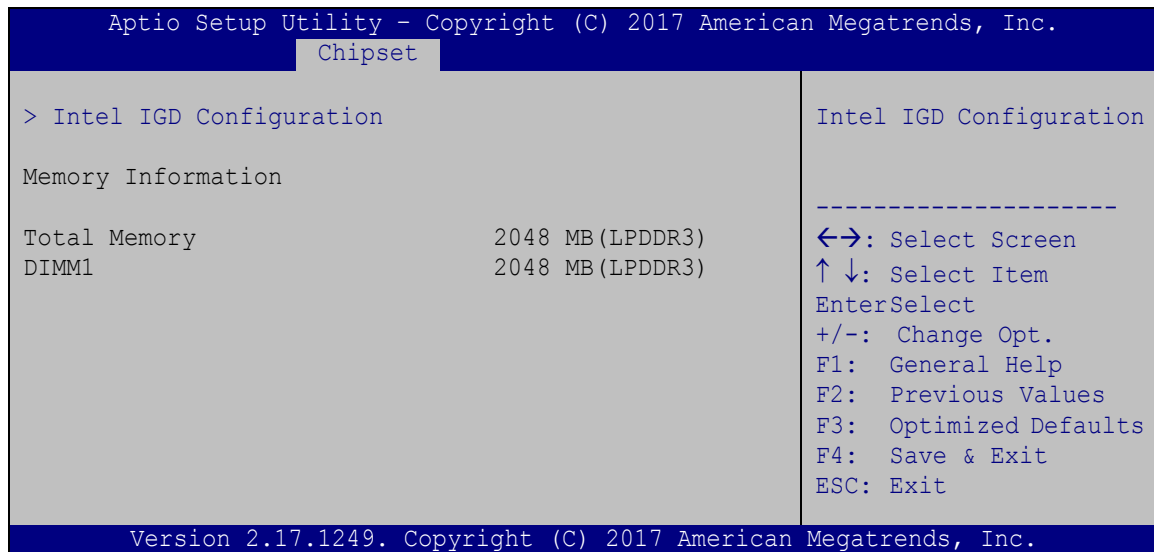 Aptio Setup Utility – Copyright (C) 2017 American Megatrends, Inc.
Chipset
> Intel IGD Configuration
Memory Information
Total Memory 2048 MB(LPDDR3)
DIMM1 2048 MB(LPDDR3)
Intel IGD Configuration
---------------------
←→: Select Screen
↑ ↓: Select Item
EnterSelect
+/-: Change Opt.
F1: General Help
F2: Previous Values
F3: Optimized Defaults
F4: Save & Exit
ESC: Exit
Version 2.17.1249. Copyright (C) 2017 American Megatrends, Inc.